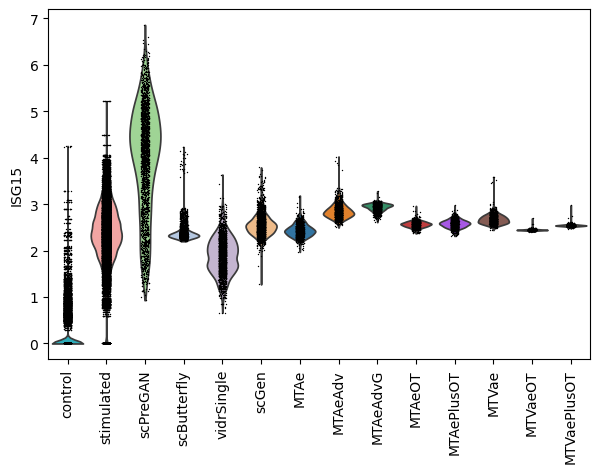 7
6
5
4
3
2
1
0
ISG15
control
stimulated
scPreGAN
scButterfly
vidrSingle
scGen
MTAe
MTAeAdv
MTAeAdvG
MTAeOT
MTAePlusOT
MTVae
MTVaeOT
MTVaePlusOT